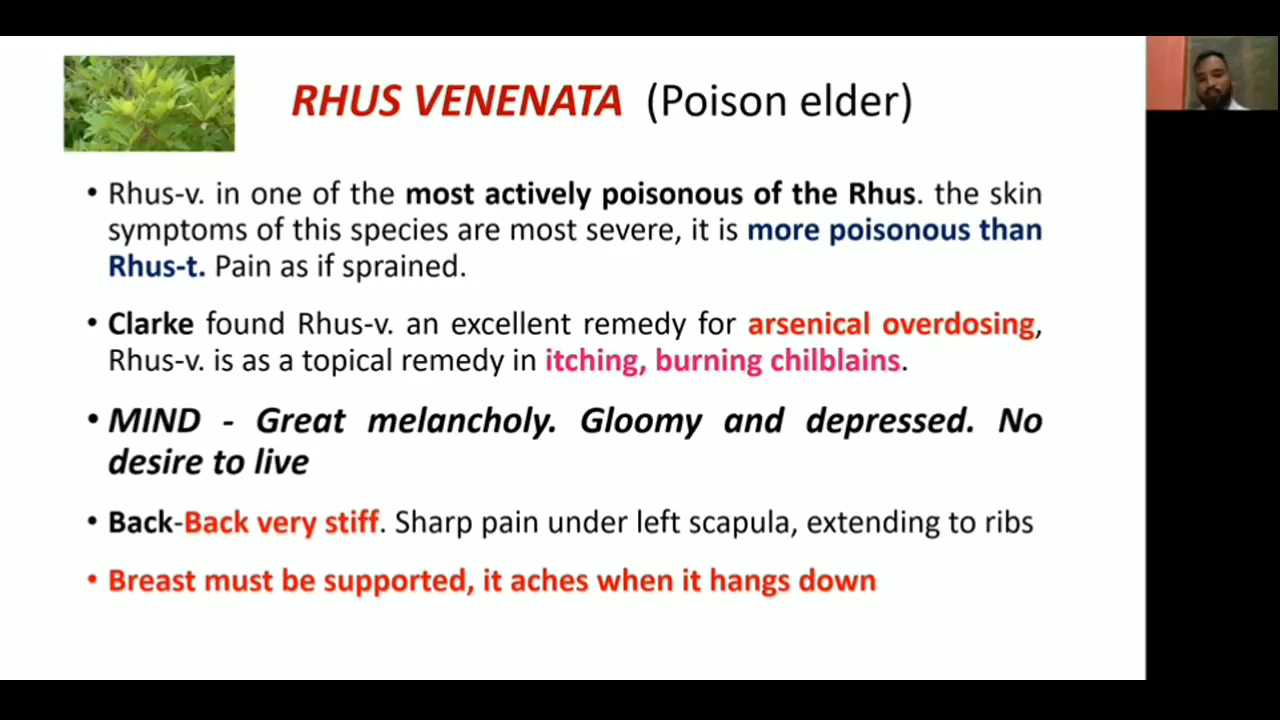 RHUS VENENATA (Poison elder)
• Rhus-v. in one of the most actively poisonous of the Rhus. the skin
symptoms of this species are most severe, it is more poisonous than
Rhus-t. Pain as if sprained.
• Clarke found Rhus-v. an excellent remedy for arsenical overdosing,
Rhus-v. is as a topical remedy in itching, burning chilblains.
• MIND - Great melancholy. Gloomy and depressed. No
desire to live
• Back-Back very stiff. Sharp pain under left scapula, extending to ribs
• Breast must be supported, it aches when it hangs down